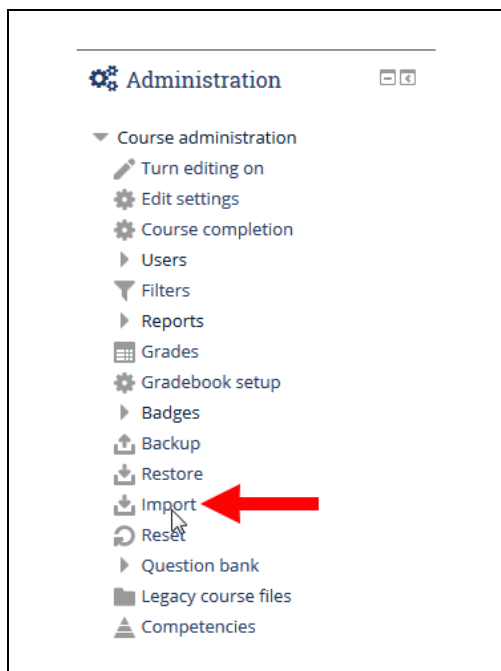 Administration
Course administration
Turn editing on
Edit settings
Course completion
Users
Filters
Reports
Grades
Gradebook setup
Badges
Backup
Restore
Import
Reset
Question bank
Legacy course files
Competencies